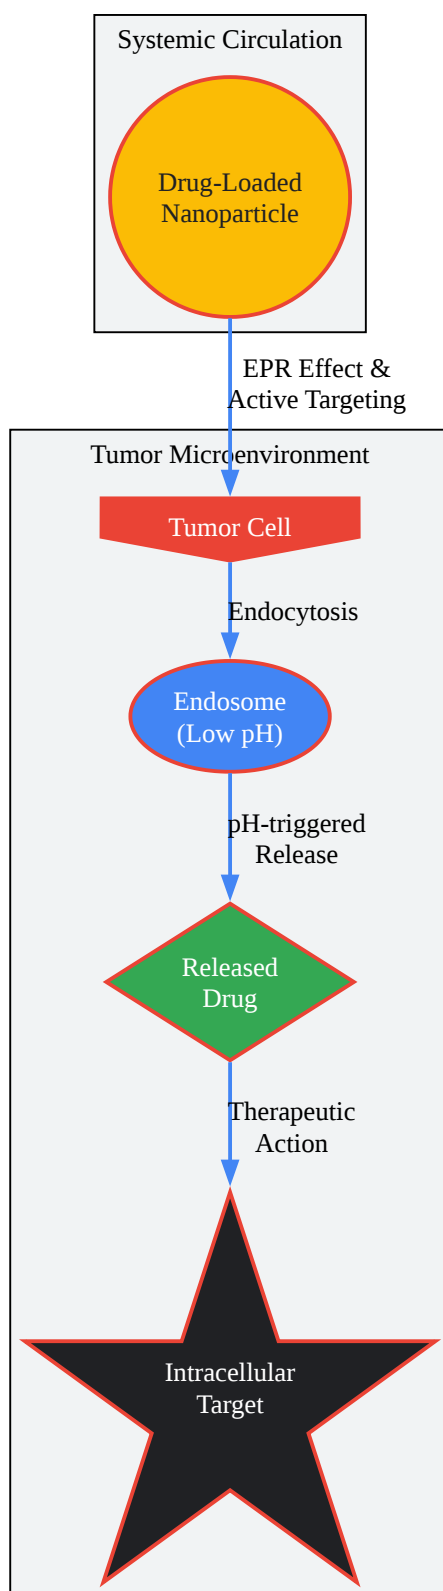 Systemic Circulation
Drug-Loaded
Nanoparticle
EPR Effect &
Active Targeting
Tumor Microenvironment
Tumor Cell
Endocytosis
Endosome
(Low pH)
pH-triggered
Release
Released
Drug
Therapeutic
Action
Intracellular
Target